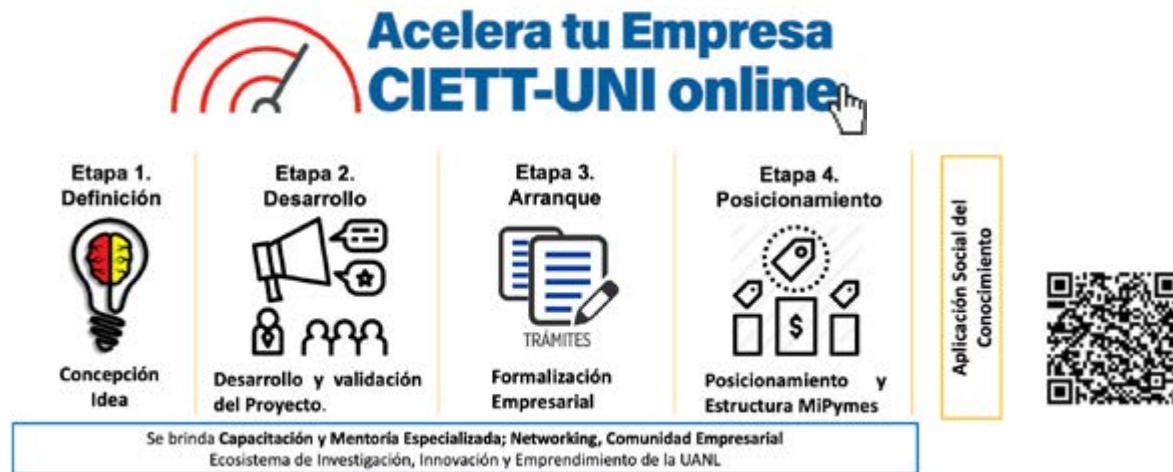 Acelera tu Empresa
CIETT-UNI online
Etapa 1.
Definición
Concepción
Idea
Etapa 2.
Desarrollo
Desarrollo y validación
del Proyecto.
Etapa 3.
Arranque
TRÁMITES
Formalización
Empresarial
Etapa 4.
Posicionamiento
$
Posicionamiento y
Estructura MiPymes
Aplicación Social del
Conocimiento
Se brinda Capacitación y Mentoría Especializada; Networking, Comunidad Empresarial
Ecosistema de Investigación, Innovación y Emprendimiento de la UANL